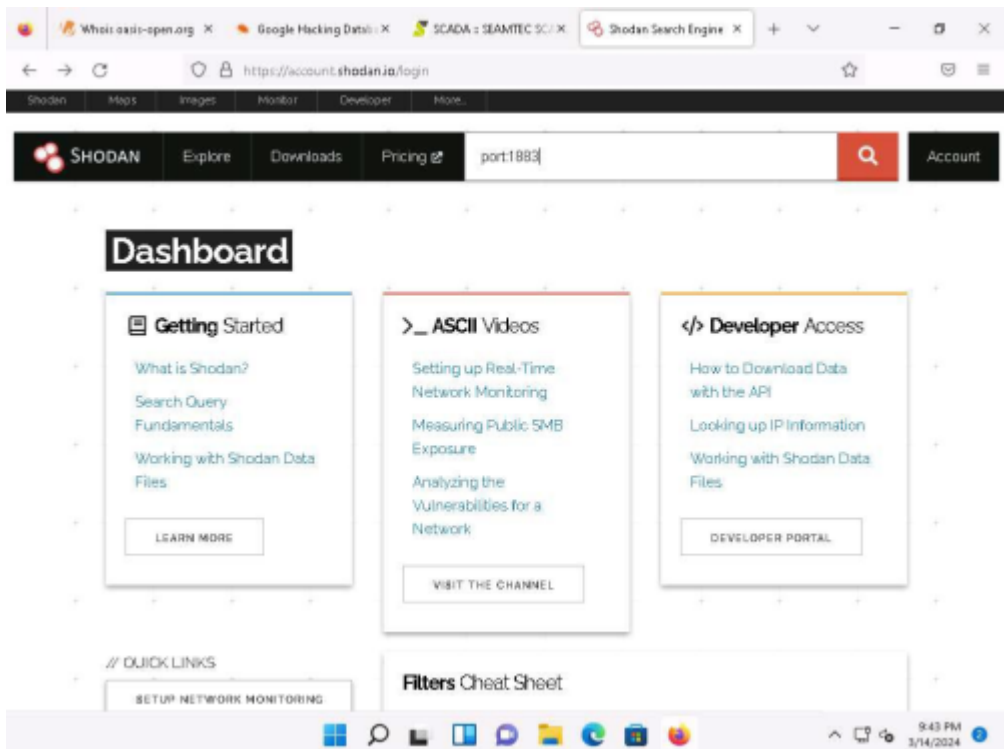 Whois oasis-open.org
Google Hacking Datab
SCADA :: SEAMTEC SC
Shodan Search Engine
https://account.shodan.io/login
Shodan Maps Images Monitor Developer More...
SHODAN Explore Downloads Pricing port:1883 Account
Dashboard
Getting Started
What is Shodan?
Search Query
Fundamentals
Working with Shodan Data
Files
LEARN MORE
>_ ASCII Videos
Setting up Real-Time
Network Monitoring
Measuring Public SMB
Exposure
Analyzing the
Vulnerabilities for a
Network
VISIT THE CHANNEL
</> Developer Access
How to Download Data
with the API
Looking up IP Information
Working with Shodan Data
Files
DEVELOPER PORTAL
// QUICK LINKS
SETUP NETWORK MONITORING
Filters Cheat Sheet
9:43 PM
3/14/2024
2